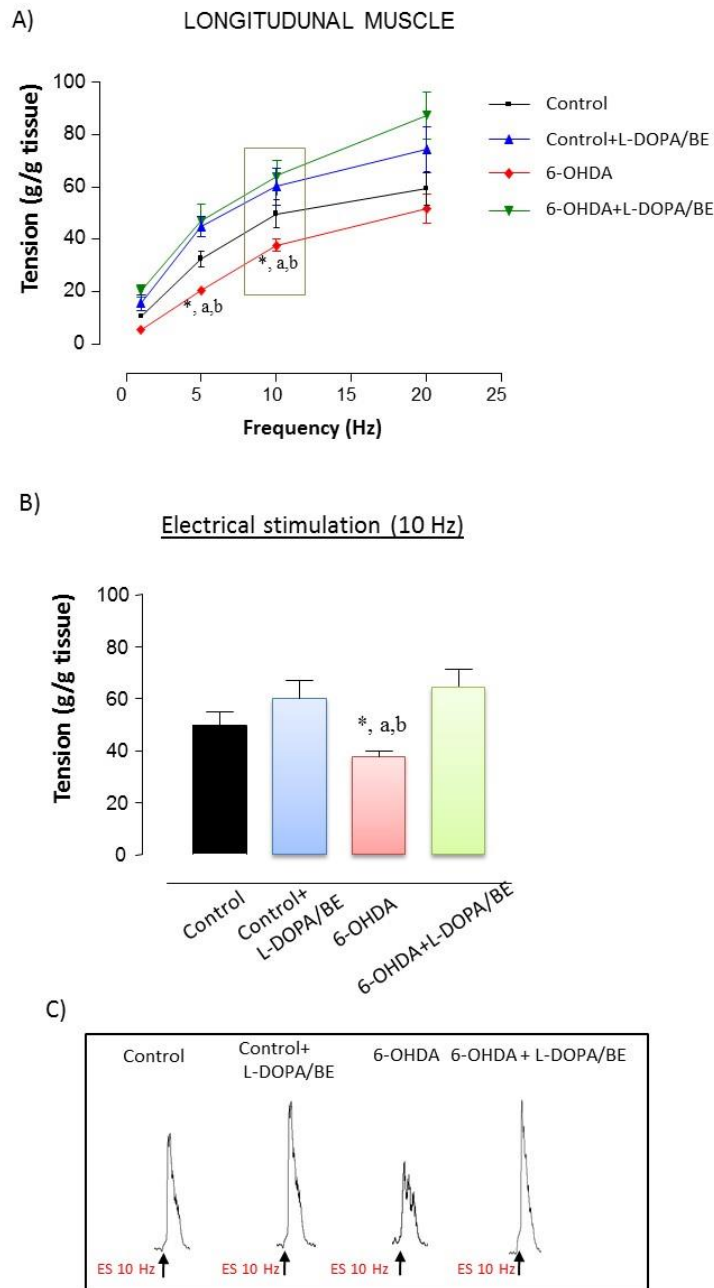 A)
LONGITUDUNAL MUSCLE
Tension (g/g tissue)
100
80
60
40
20
0
Control
Control+L-DOPA/BE
6-OHDA
6-OHDA+L-DOPA/BE
*, a,b
*, a,b
0
5
10
15
20
25
Frequency (Hz)
B)
Electrical stimulation (10 Hz)
Tension (g/g tissue)
100
80
60
40
20
0
*, a,b
Control
Control+
L-DOPA/BE
6-OHDA
6-OHDA+L-DOPA/BE
C)
Control
Control+
L-DOPA/BE
6-OHDA
6-OHDA + L-DOPA/BE
ES 10 Hz
ES 10 Hz
ES 10 Hz
ES 10 Hz